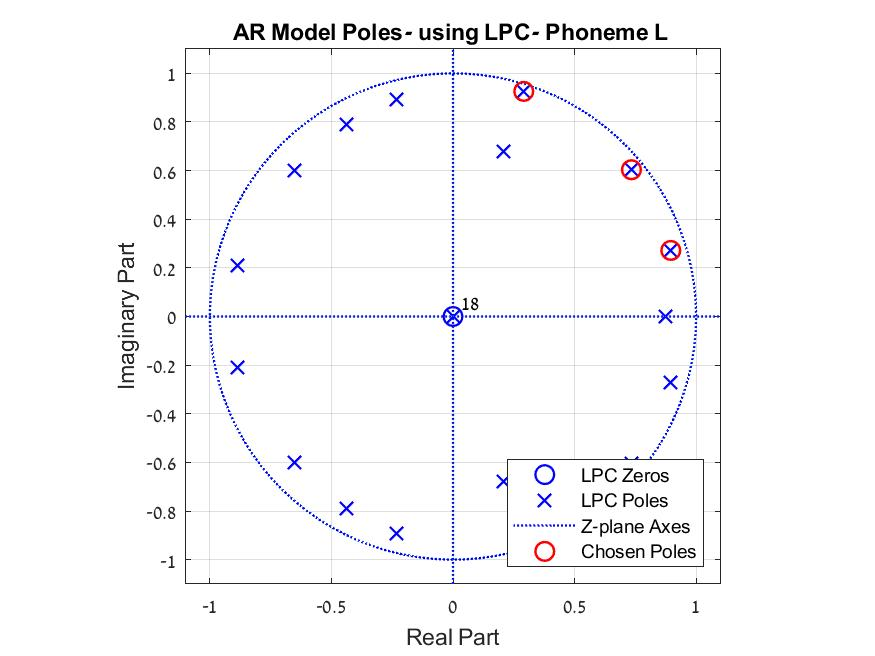 AR Model Poles- using LPC- Phoneme L
Imaginary Part
1
0.8
0.6
0.4
0.2
0
-0.2
-0.4
-0.6
-0.8
-1
18
LPC Zeros
LPC Poles
Z-plane Axes
Chosen Poles
-1
-0.5
0
0.5
1
Real Part